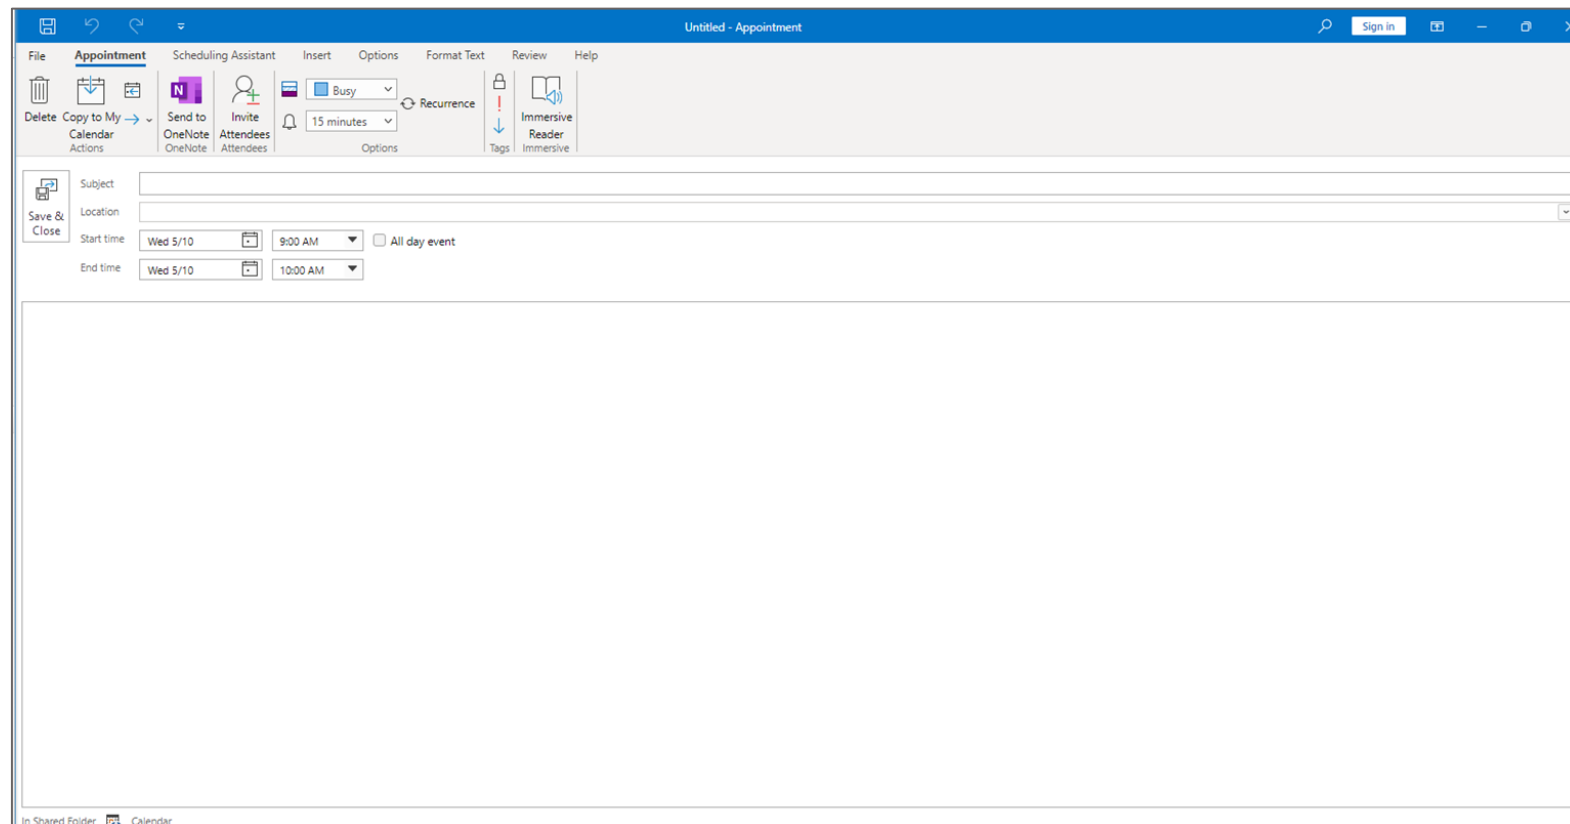 Untitled - Appointment
Sign in
File Appointment Scheduling Assistant Insert Options Format Text Review Help
Delete Copy to My Calendar
Send to OneNote
Invite Attendees
Busy
15 minutes
Recurrence
Immersive Reader
Actions OneNote Attendees Options Tags Immersive
Save & Close
Subject
Location
Start time Wed 5/10 9:00 AM All day event
End time Wed 5/10 10:00 AM
In Shared Folder Calendar